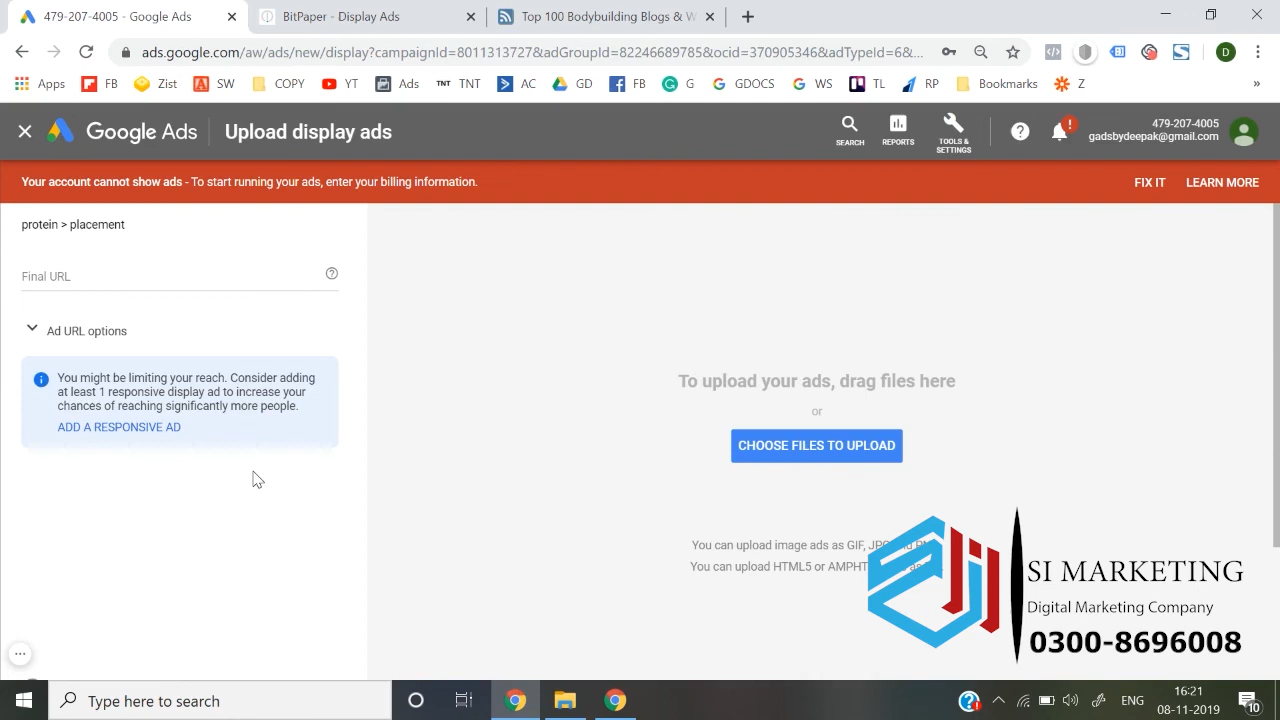 479-207-4005 - Google Ads
BitPaper - Display Ads
Top 100 Bodybuilding Blogs & W
ads.google.com/aw/ads/new/display?campaignId=8011313727&adGroupId=82246689785&ocid=370905346&adTypeId=6&...
Apps FB Zist SW COPY YT Ads TNT TNT AC GD FB G GDOCS WS TL RP Bookmarks Z »
Google Ads Upload display ads
SEARCH REPORTS TOOLS & SETTINGS
479-207-4005
gadsbydeepak@gmail.com
Your account cannot show ads - To start running your ads, enter your billing information.
FIX IT LEARN MORE
protein > placement
Final URL
Ad URL options
You might be limiting your reach. Consider adding
at least 1 responsive display ad to increase your
chances of reaching significantly more people.
ADD A RESPONSIVE AD
To upload your ads, drag files here
or
CHOOSE FILES TO UPLOAD
You can upload image ads as GIF, JPG
You can upload HTML5 or AMPHT
SI MARKETING
Digital Marketing Company
0300-8696008
Type here to search
ENG
16:21
08-11-2019
10
D